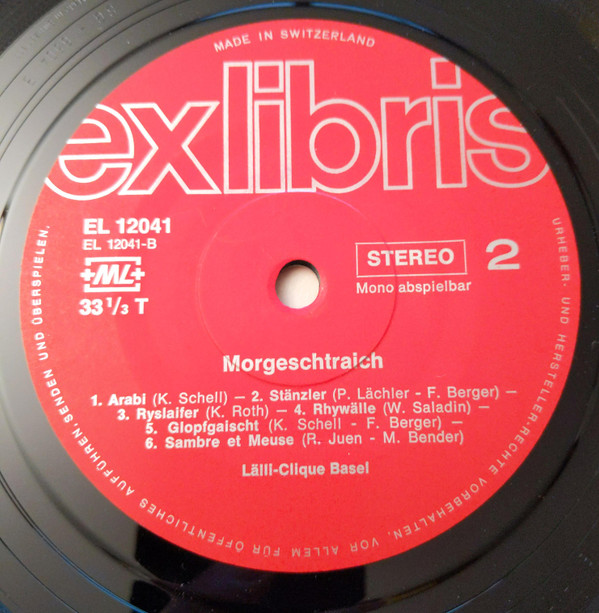 MADE IN SWITZERLAND
exlibris
EL 12041
EL 12041-B
+ML+
33 1/3 T
STEREO 2
Mono abspielbar
Morgeschtraich
1. Arabi (K. Schell) – 2. Stänzler (P. Lächler - F. Berger) –
3. Ryslaifer (K. Roth) – 4. Rhywälle (W. Saladin) –
5. Glopfgaischt (K. Schell - F. Berger) –
6. Sambre et Meuse (R. Juen - M. Bender)
Lälli-Clique Basel
URHEBER- UND HERSTELLER-RECHTE VORBEHALTEN, VOR ALLEM FÜR ÖFFENTLICHES AUFFÜHREN, SENDEN UND ÜBERSPIELEN.